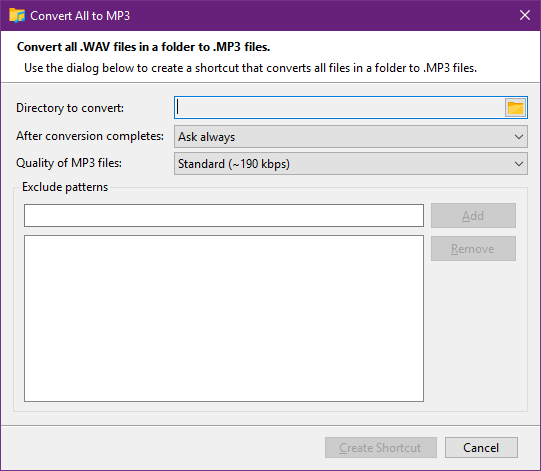 Convert All to MP3
Convert all .WAV files in a folder to .MP3 files.
Use the dialog below to create a shortcut that converts all files in a folder to .MP3 files.
Directory to convert:
After conversion completes: Ask always
Quality of MP3 files: Standard (~190 kbps)
Exclude patterns
Add
Remove
Create Shortcut Cancel